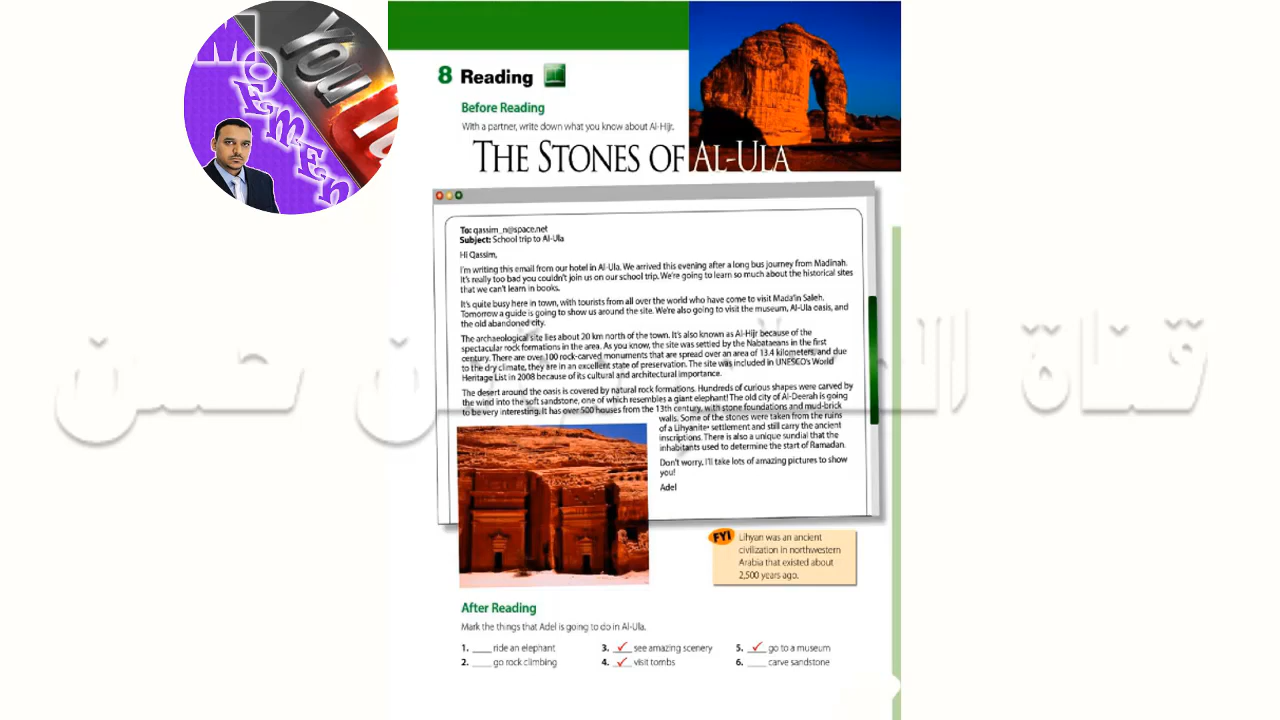 MOEMEN
YOU
8 Reading
Before Reading
With a partner, write down what you know about Al-Hijr.
THE STONES OF AL-ULA
To: qassim_n@space.net
Subject: School trip to Al-Ula
Hi Qassim,
I'm writing this email from our hotel in Al-Ula. We arrived this evening after a long bus journey from Madinah.
It's really too bad you couldn't join us on our school trip. We're going to learn so much about the historical sites
that we can't learn in books.
It's quite busy here in town, with tourists from all over the world who have come to visit Mada'in Saleh.
Tomorrow a guide is going to show us around the site. We're also going to visit the museum, Al-Ula oasis, and
the old abandoned city.
The archaeological site lies about 20 km north of the town. It's also known as Al-Hijr because of the
spectacular rock formations in the area. As you know, the site was settled by the Nabataeans in the first
century. There are over 100 rock-carved monuments that are spread over an area of 13.4 kilometers, and due
to the dry climate, they are in an excellent state of preservation. The site was included in UNESCO's World
Heritage List in 2008 because of its cultural and architectural importance.
The desert around the oasis is covered by natural rock formations. Hundreds of curious shapes were carved by
the wind into the soft sandstone, one of which resembles a giant elephant! The old city of Al-Deerah is going
to be very interesting. It has over 500 houses from the 13th century, with stone foundations and mud-brick
walls. Some of the stones were taken from the ruins
of a Lihyanite* settlement and still carry the ancient
inscriptions. There is also a unique sundial that the
inhabitants used to determine the start of Ramadan.
Don't worry, I'll take lots of amazing pictures to show
you!
Adel
قناة
حسن
FYI
Lihyan was an ancient
civilization in northwestern
Arabia that existed about
2,500 years ago.
After Reading
Mark the things that Adel is going to do in Al-Ula.
1. ___ ride an elephant
2. ___ go rock climbing
3. ✓ see amazing scenery
4. ✓ visit tombs
5. ✓ go to a museum
6. ___ carve sandstone